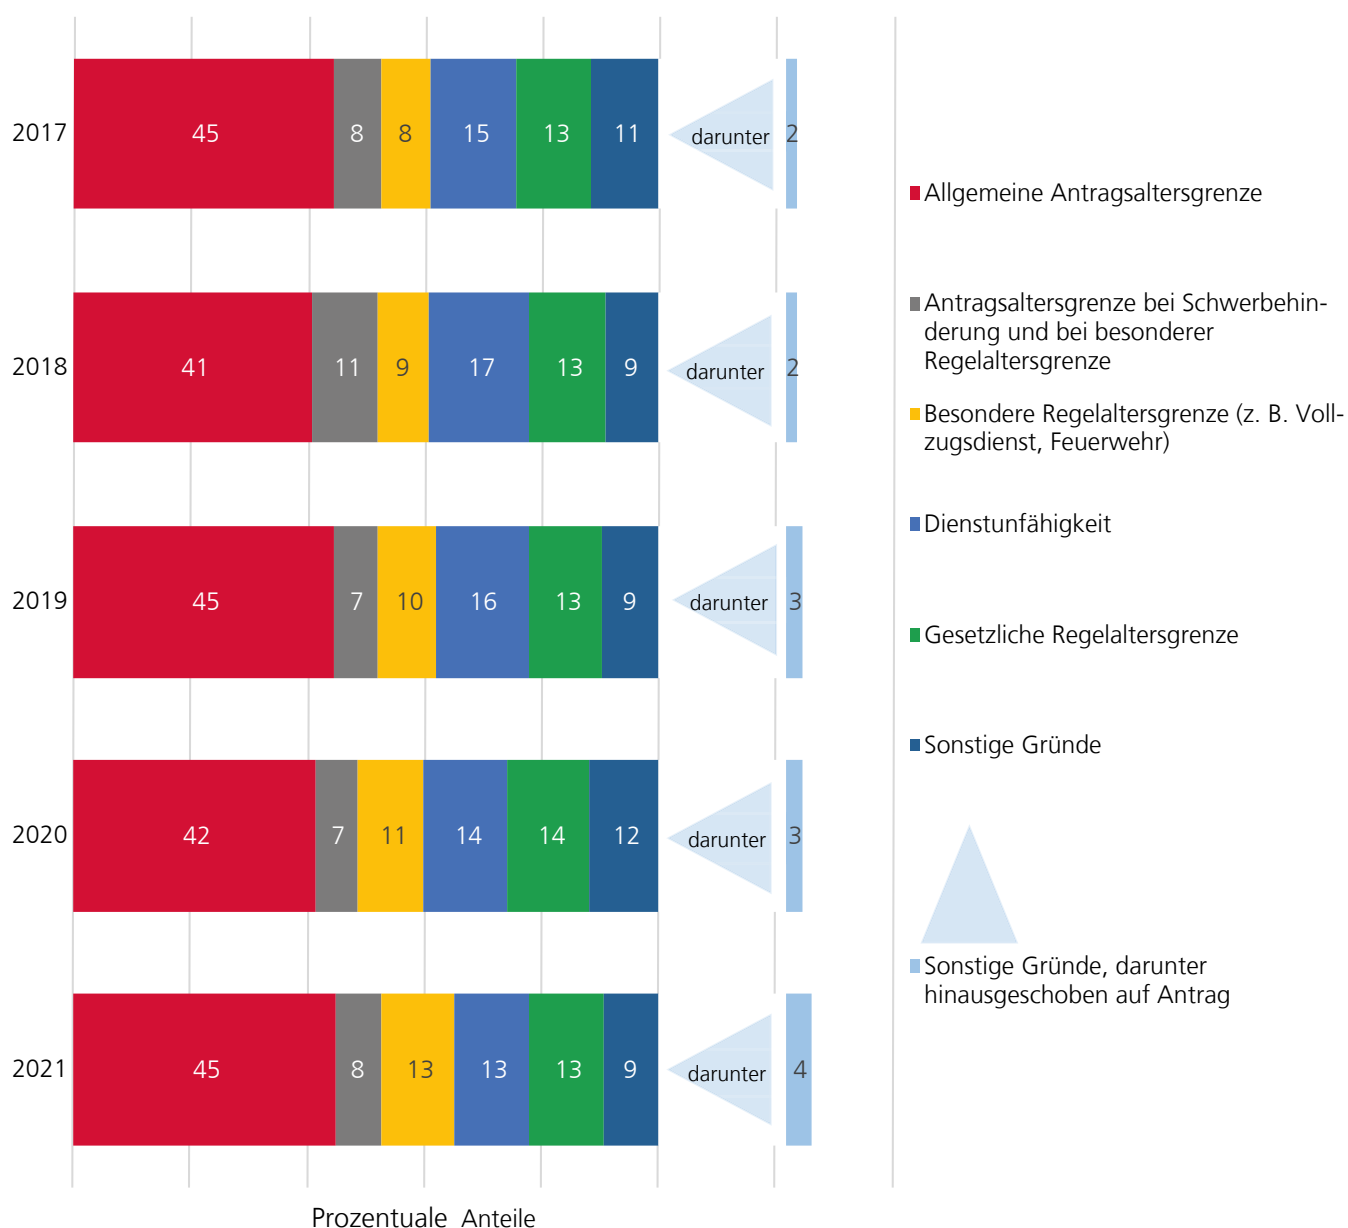 2017 45 8 8 15 13 11 darunter 2
2018 41 11 9 17 13 9 darunter 2
2019 45 7 10 16 13 9 darunter 3
2020 42 7 11 14 14 12 darunter 3
2021 45 8 13 13 13 9 darunter 4
Prozentuale Anteile
Allgemeine Antragsaltersgrenze
Antragsaltersgrenze bei Schwerbehin-
derung und bei besonderer
Regelaltersgrenze
Besondere Regelaltersgrenze (z. B. Voll-
zugsdienst, Feuerwehr)
Dienstunfähigkeit
Gesetzliche Regelaltersgrenze
Sonstige Gründe
Sonstige Gründe, darunter
hinausgeschoben auf Antrag